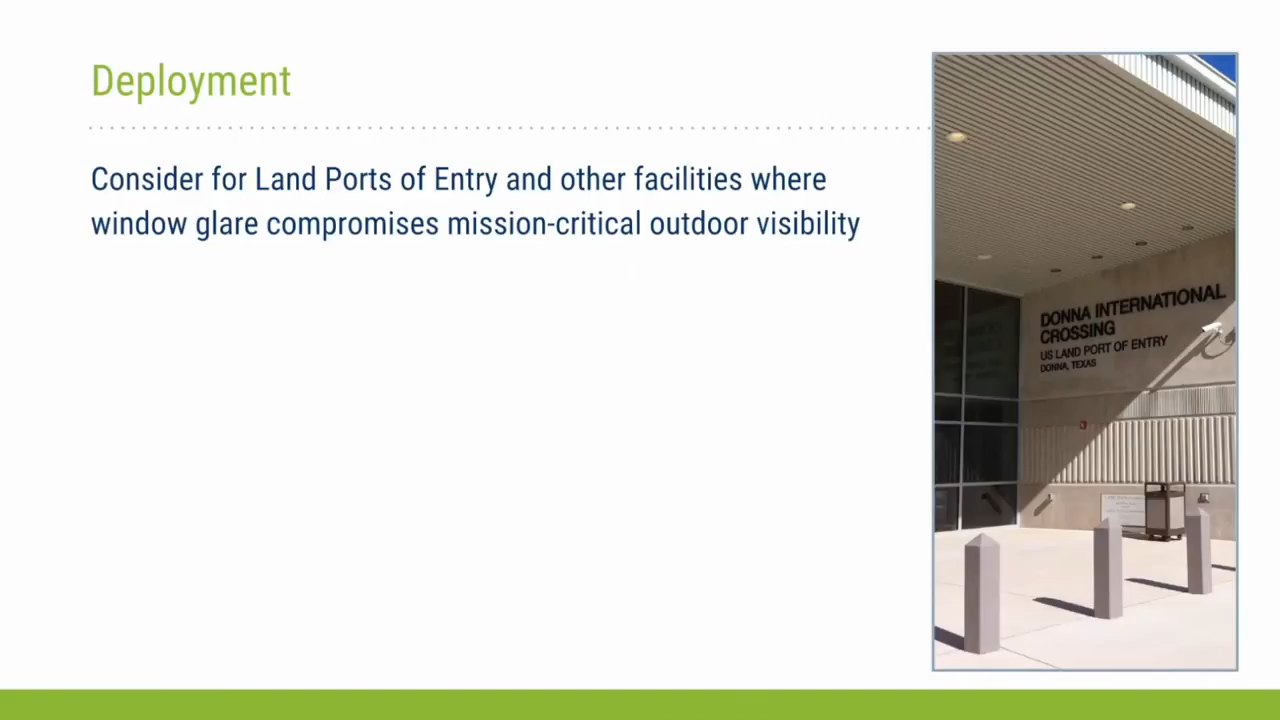 Deployment
Consider for Land Ports of Entry and other facilities where
window glare compromises mission-critical outdoor visibility
DONNA INTERNATIONAL
CROSSING
US LAND PORT OF ENTRY
DONNA, TEXAS